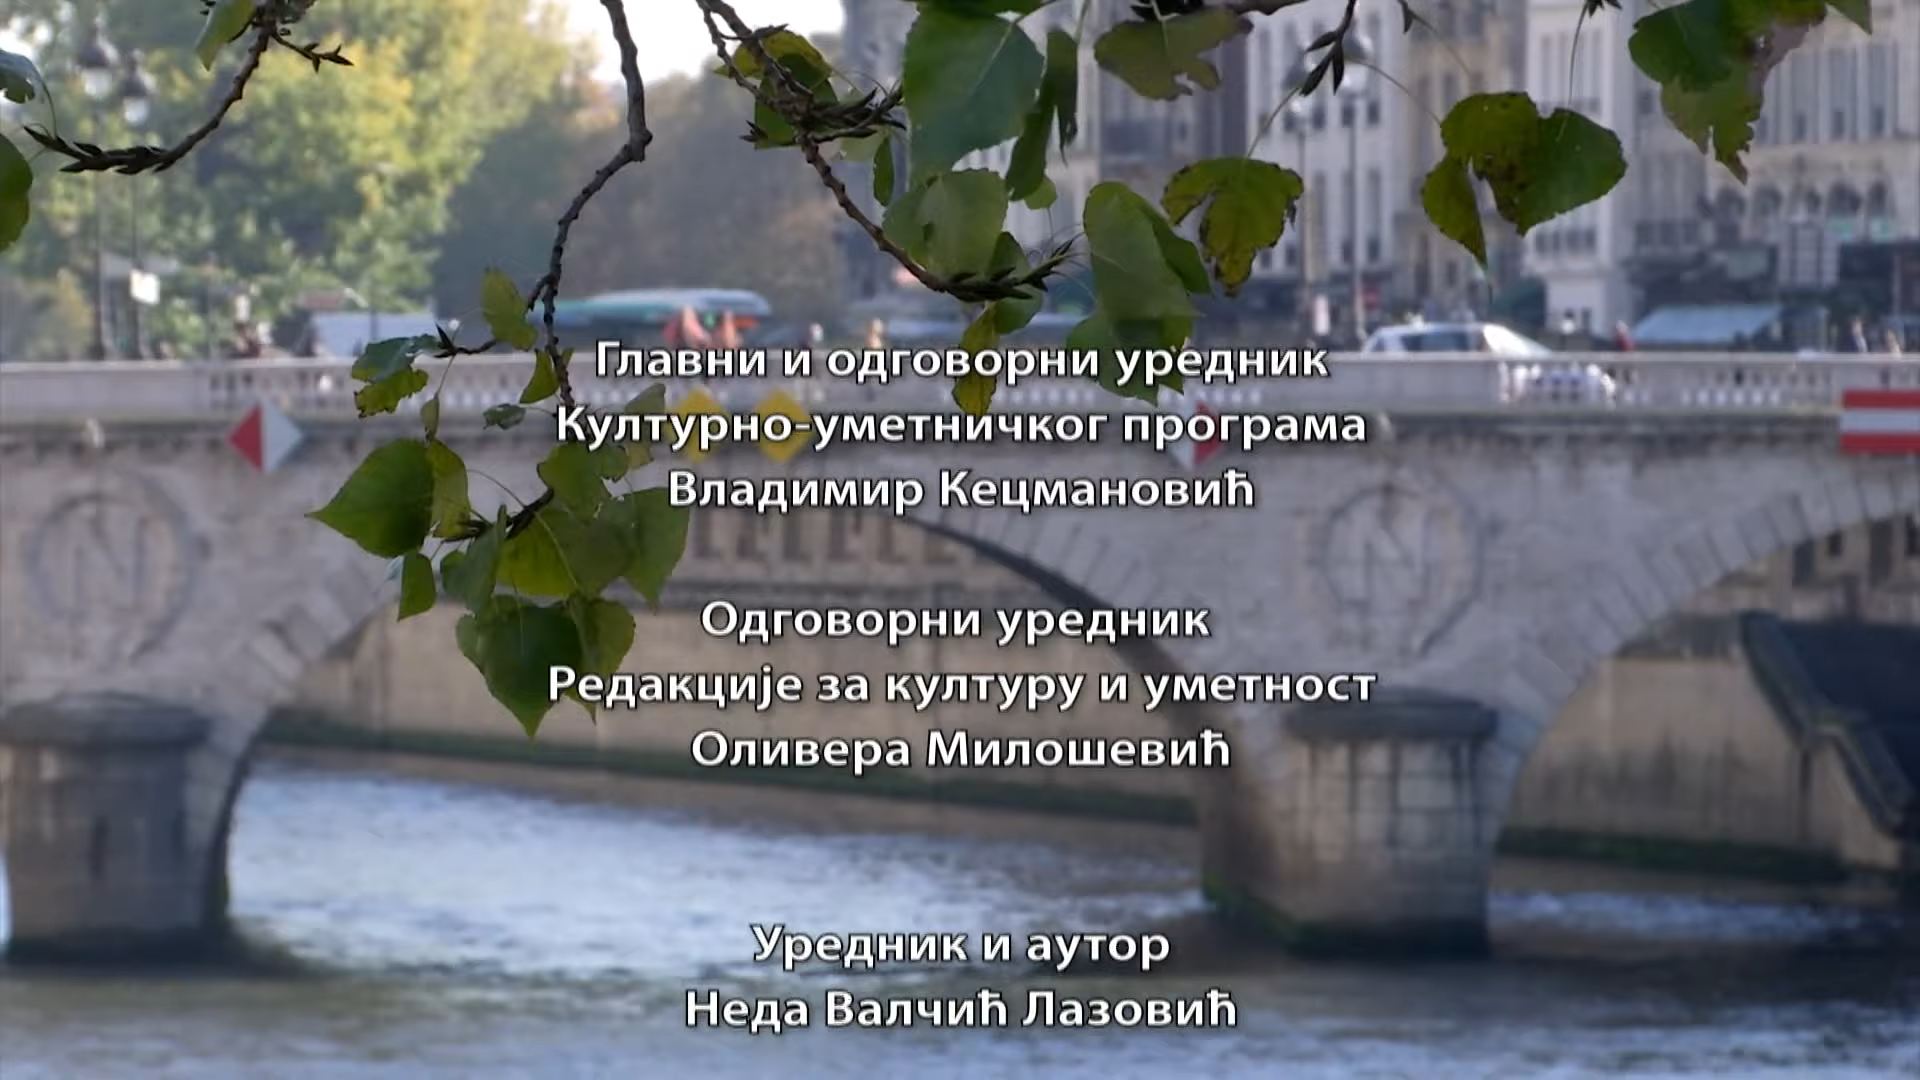 Главни и одговорни уредник
Културно-уметничког програма
Владимир Кецмановић
Одговорни уредник
Редакције за културу и уметност
Оливера Милошевић
Уредник и аутор
Неда Валчић Лазовић
N
N